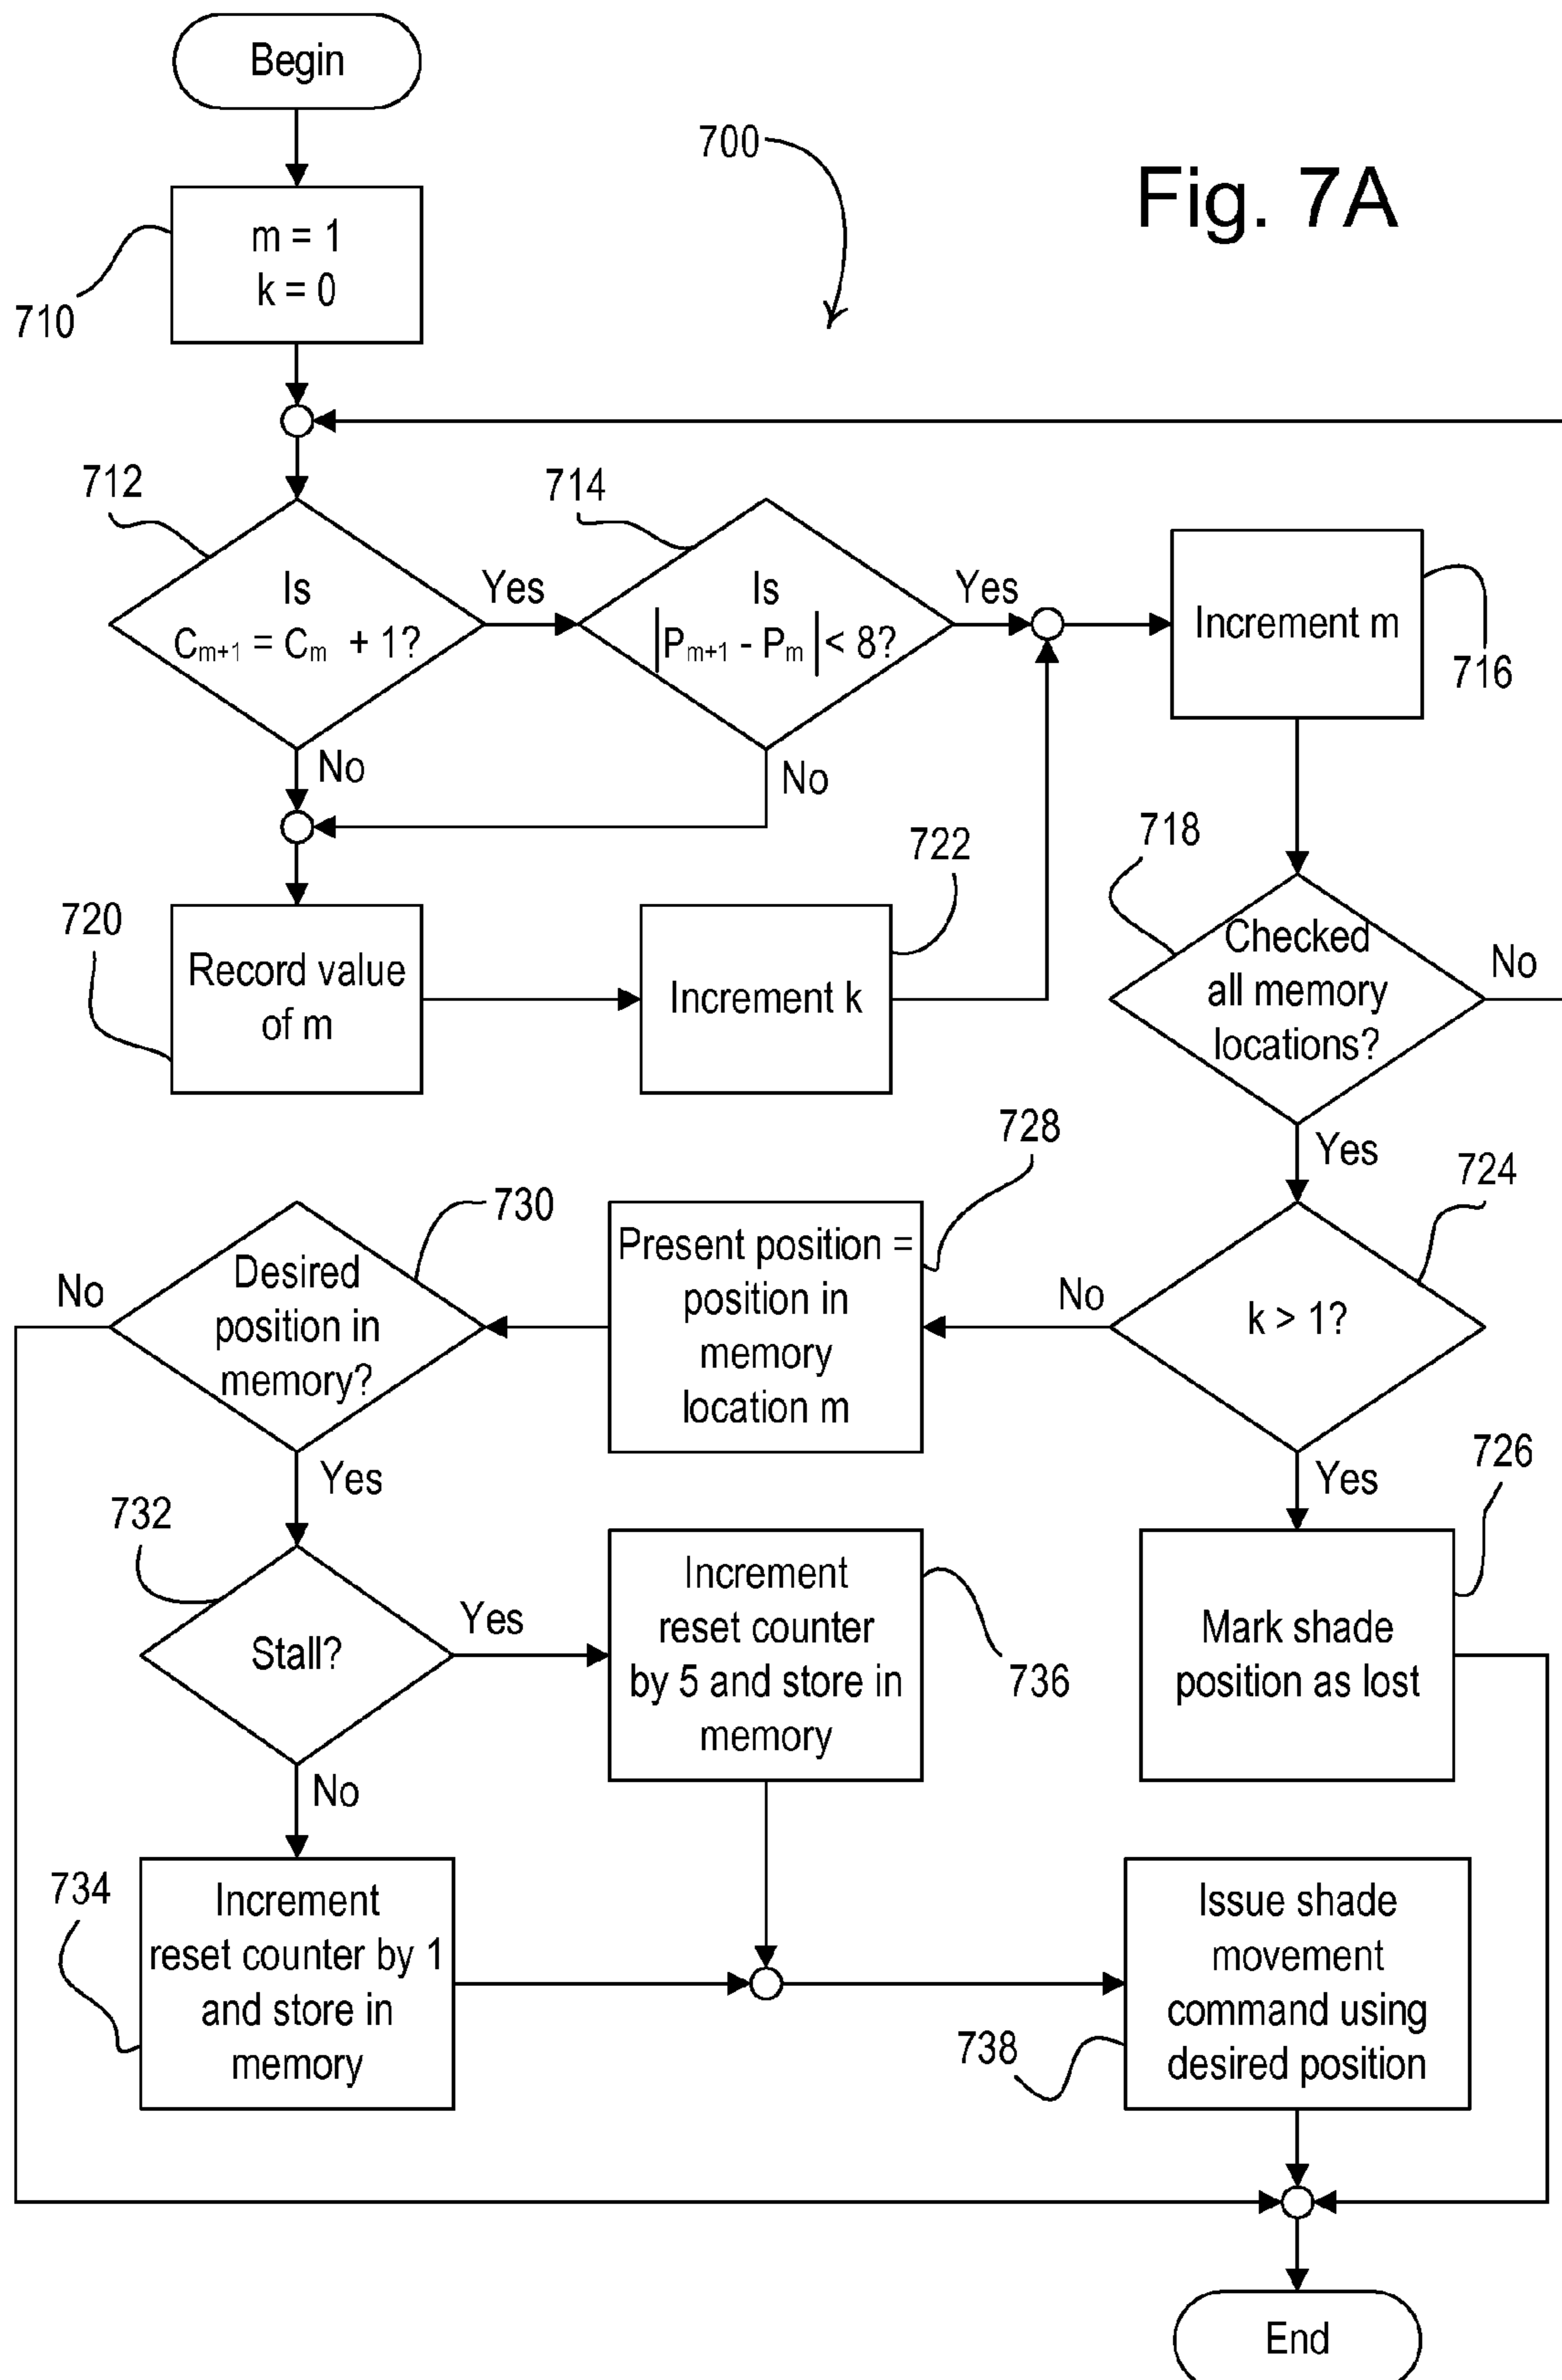 Begin
700
Fig. 7A
m = 1
k = 0
710
712
714
Is
C_{m+1} = C_m + 1?
Yes
Is
|P_{m+1} - P_m| < 8?
Yes
Increment m
716
No
No
718
722
720
Record value
of m
Increment k
Checked
all memory
locations?
No
Yes
728
724
730
Desired
position in
memory?
No
Present position =
position in
memory
location m
No
k > 1?
Yes
Yes
726
732
Stall?
Yes
Increment
reset counter
by 5 and store in
memory
736
Mark shade
position as lost
No
734
Increment
reset counter by 1
and store in
memory
Issue shade
movement
command using
desired position
738
End